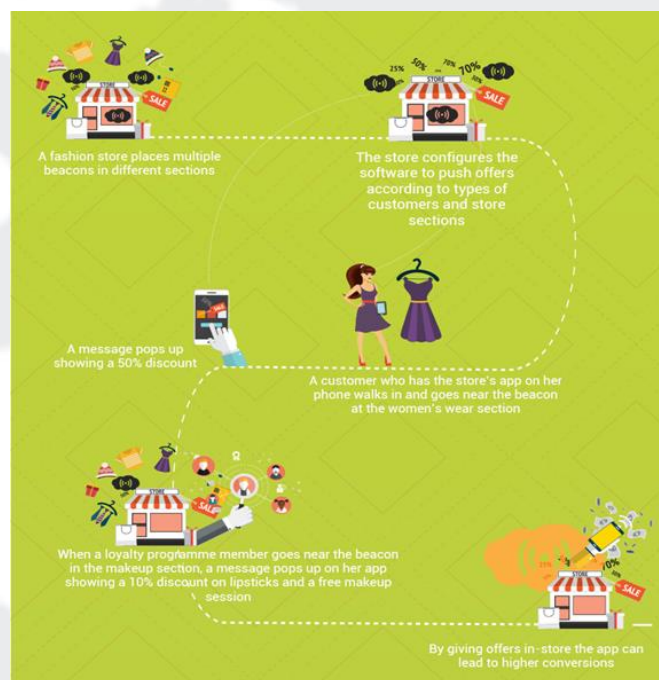 STORE
SALE
A fashion store places multiple
beacons in different sections
25%
50%
70%
70%
50%
STORE
SALE
The store configures the
software to push offers
according to types of
customers and store
sections
SALE
A message pops up
showing a 50% discount
A customer who has the store's app on her
phone walks in and goes near the beacon
at the women's wear section
STORE
SALE
When a loyalty programme member goes near the beacon
in the makeup section, a message pops up on her app
showing a 10% discount on lipsticks and a free makeup
session
70%
STORE
SALE
By giving offers in-store the app can
lead to higher conversions